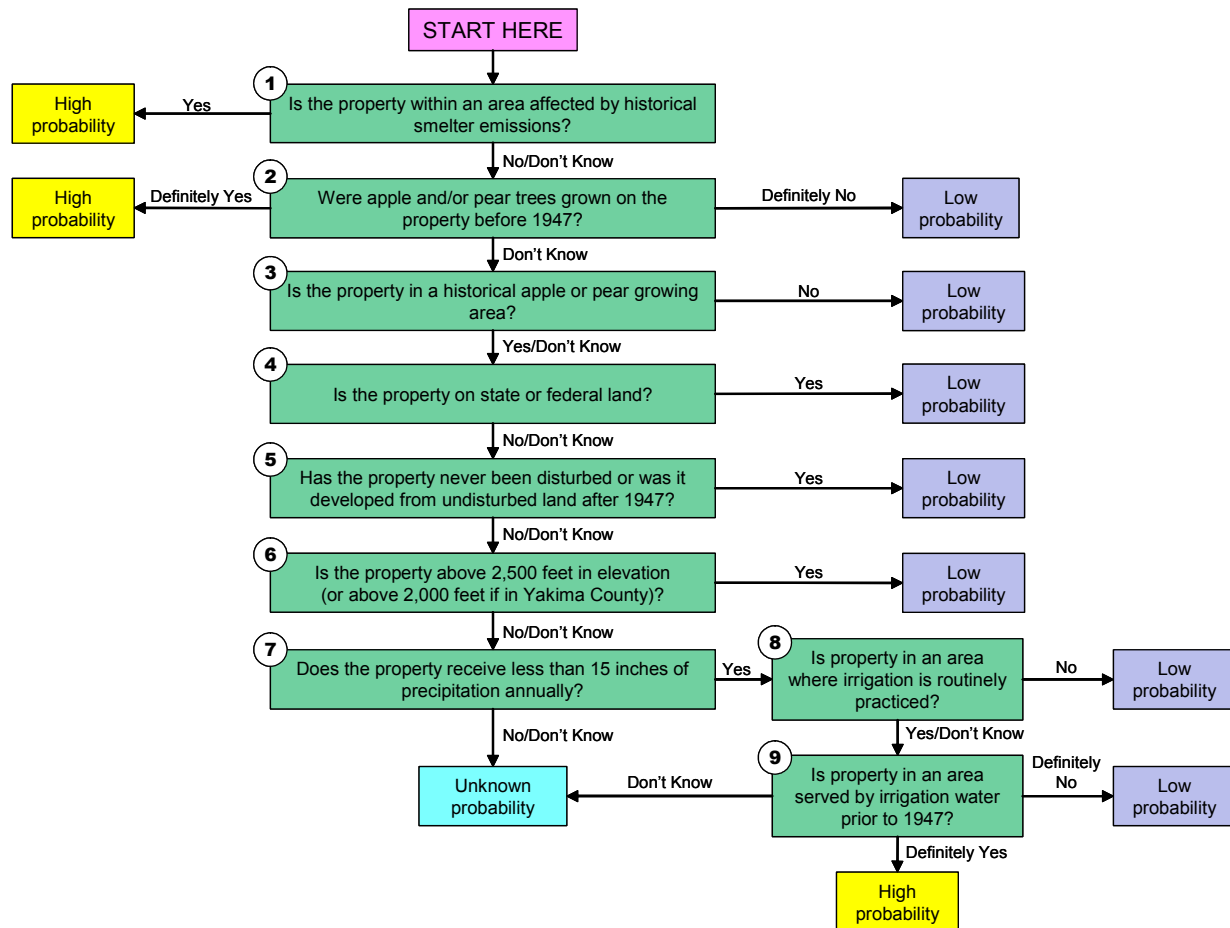 START HERE
1
Is the property within an area affected by historical
smelter emissions?
Yes
High
probability
No/Don't Know
2
Were apple and/or pear trees grown on the
property before 1947?
Definitely Yes
High
probability
Definitely No
Low
probability
Don't Know
3
Is the property in a historical apple or pear growing
area?
No
Low
probability
Yes/Don't Know
4
Is the property on state or federal land?
Yes
Low
probability
No/Don't Know
5
Has the property never been disturbed or was it
developed from undisturbed land after 1947?
Yes
Low
probability
No/Don't Know
6
Is the property above 2,500 feet in elevation
(or above 2,000 feet if in Yakima County)?
Yes
Low
probability
No/Don't Know
7
Does the property receive less than 15 inches of
precipitation annually?
Yes
8
Is property in an area
where irrigation is routinely
practiced?
No
Low
probability
No/Don't Know
Yes/Don't Know
Unknown
probability
Don't Know
9
Is property in an area
served by irrigation water
prior to 1947?
Definitely
No
Low
probability
Definitely Yes
High
probability